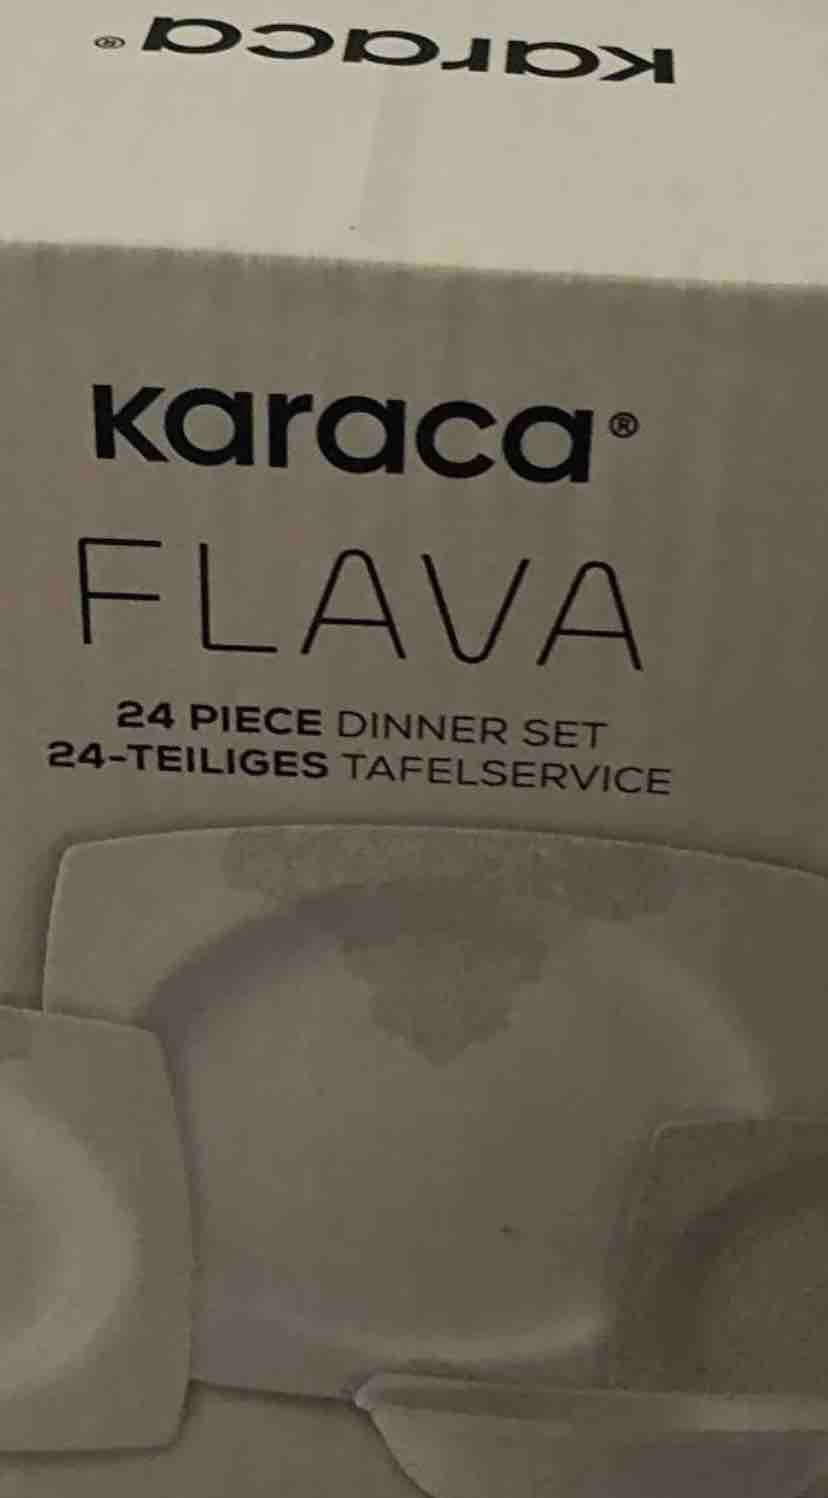 karaca®
karaca®
FLAVA
24 PIECE DINNER SET
24-TEILIGES TAFELSERVICE